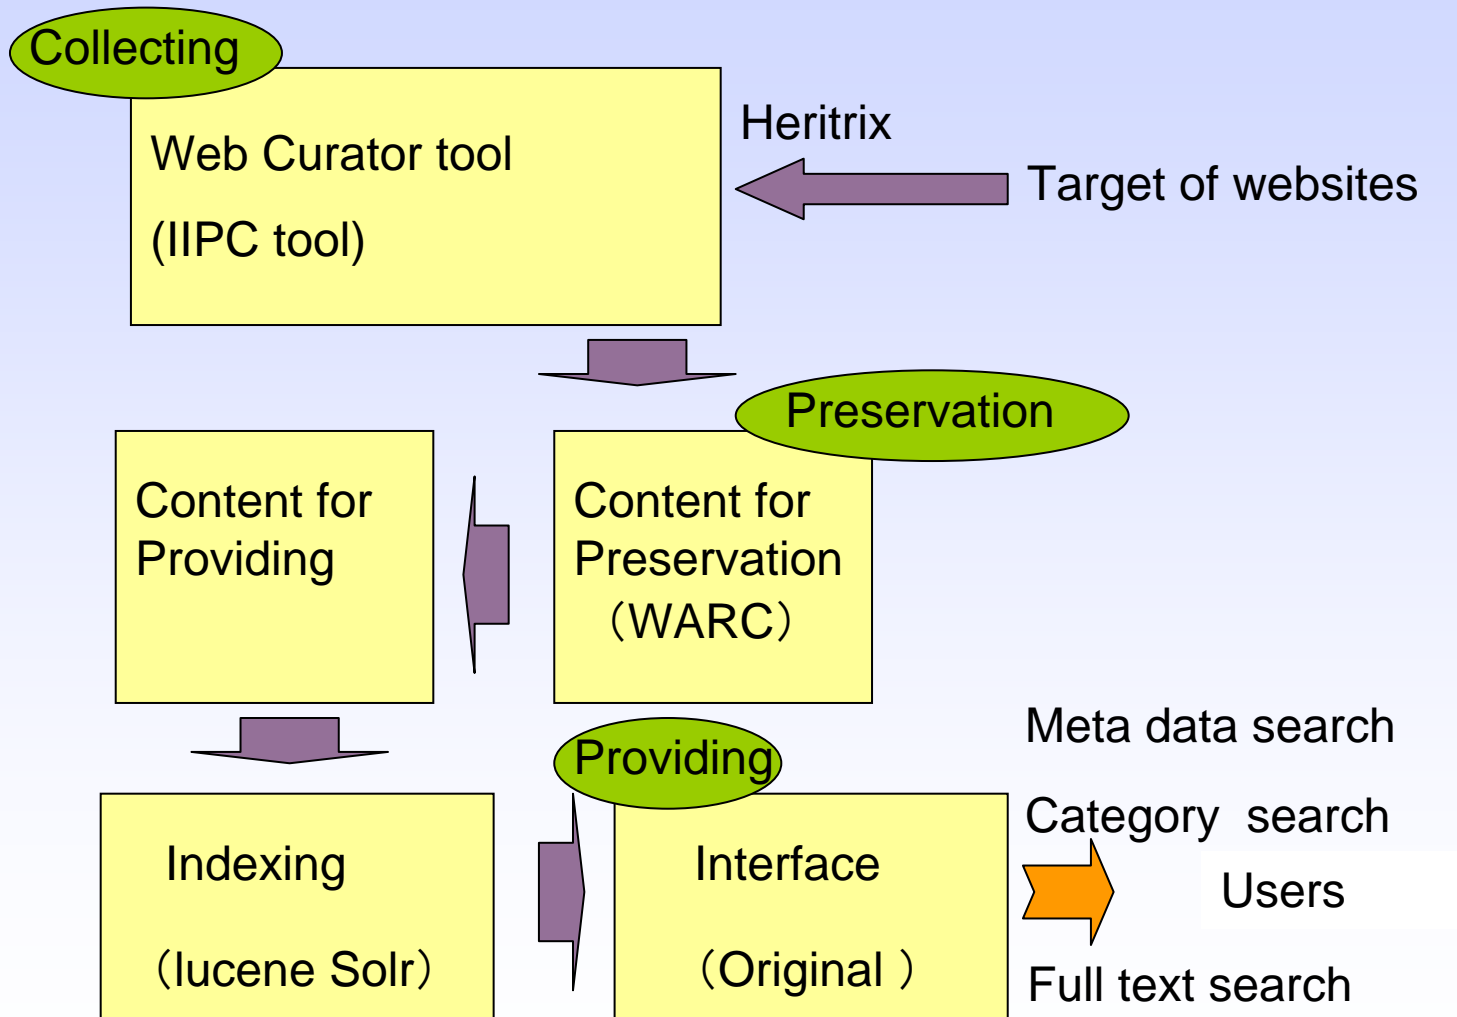 Collecting
Web Curator tool
(IIPC tool)
Heritrix
Target of websites
Preservation
Content for
Providing
Content for
Preservation
（WARC）
Providing
Indexing
（lucene Solr）
Interface
（Original ）
Meta data search
Category  search
Users
Full text search